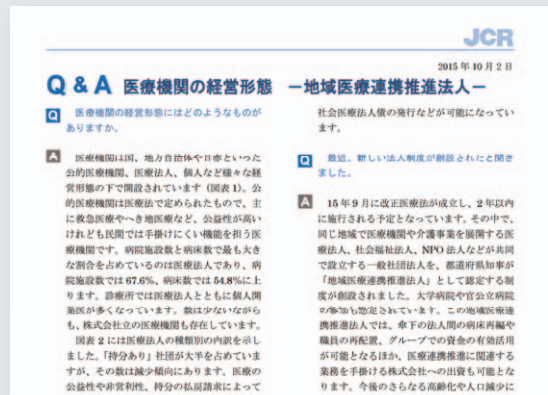 JCR
2015年10月2日
Q & A 医療機関の経営形態 －地域医療連携推進法人－
Q 医療機関の経営形態にはどのようなものが
ありますか。
A 医療機関は国、地方自治体や日赤といった
公的医療機関、医療法人、個人など様々な経
営形態の下で開設されています（図表1）。公
的医療機関は医療法で定められたもので、主
に救急医療やへき地医療など、公益性が高い
けれども民間では手掛けにくい機能を担う医
療機関です。病院施設数と病床数で最も大き
な割合を占めているのは医療法人であり、病
院施設数では67.6%、病床数では54.8%に上
ります。診療所では医療法人とともに個人開
業医が多くなっています。数は少ないながら
も、株式会社立の医療機関も存在しています。
図表2には医療法人の種類別の内訳を示し
ました。「持分あり」社団が大半を占めていま
すが、その数は減少傾向にあります。医療の
公益性や非営利性、持分の払戻請求によって
社会医療法人債の発行などが可能になってい
ます。
Q 最近、新しい法人制度が創設されたと聞き
ました。
A 15年9月に改正医療法が成立し、2年以内
に施行される予定となっています。その中で、
同じ地域で医療機関や介護事業を展開する医
療法人、社会福祉法人、NPO法人などが共同
で設立する一般社団法人を、都道府県知事が
「地域医療連携推進法人」として認定する制
度が創設されました。大学病院や官公立病院
の参加も想定されています。この地域医療連
携推進法人では、傘下の法人間の病床再編や
職員の再配置、グループでの資金の有効活用
が可能となるほか、医療連携推進に関連する
業務を手掛ける株式会社への出資も可能とな
ります。今後のさらなる高齢化や人口減少に